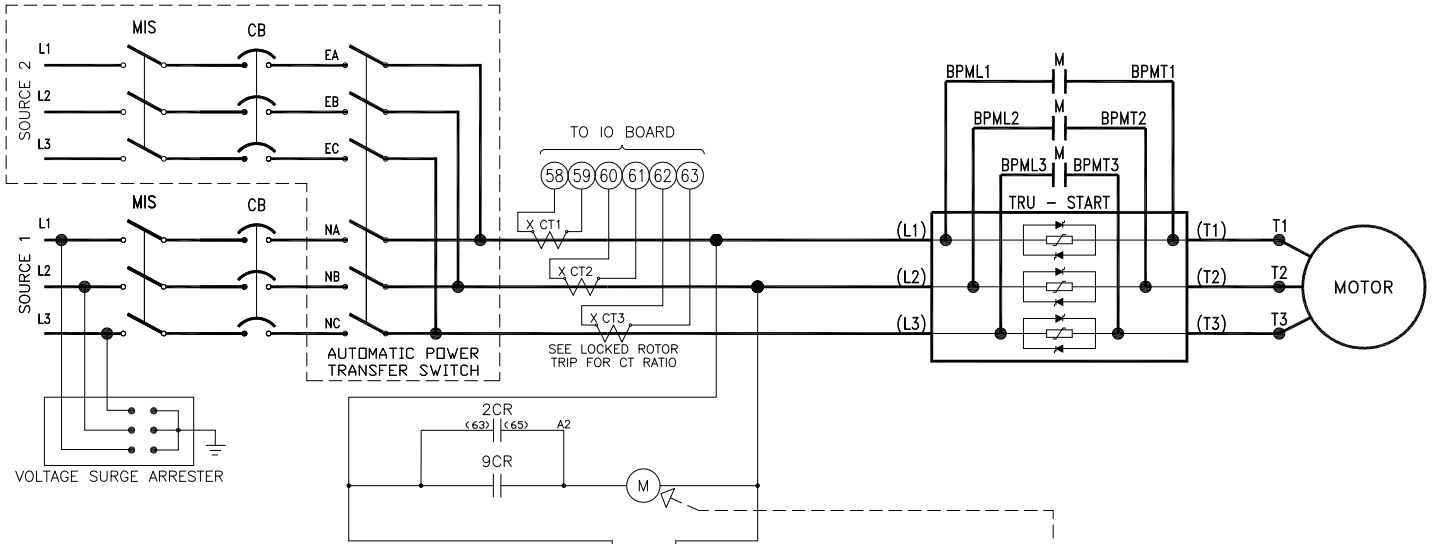 MIS
CB
L1
EA
SOURCE 2
L2
EB
L3
EC
MIS
CB
L1
NA
SOURCE 1
L2
NB
L3
NC
AUTOMATIC POWER
TRANSFER SWITCH
VOLTAGE SURGE ARRESTER
TO IO BOARD
58 59 60 61 62 63
X CT1
X CT2
X CT3
SEE LOCKED ROTOR
TRIP FOR CT RATIO
2CR
(63) (65) A2
9CR
M
M
BPML1 BPMT1
M
BPML2 BPMT2
M
BPML3 BPMT3
TRU - START
(L1) (T1) T1
(L2) (T2) T2
(L3) (T3) T3
MOTOR